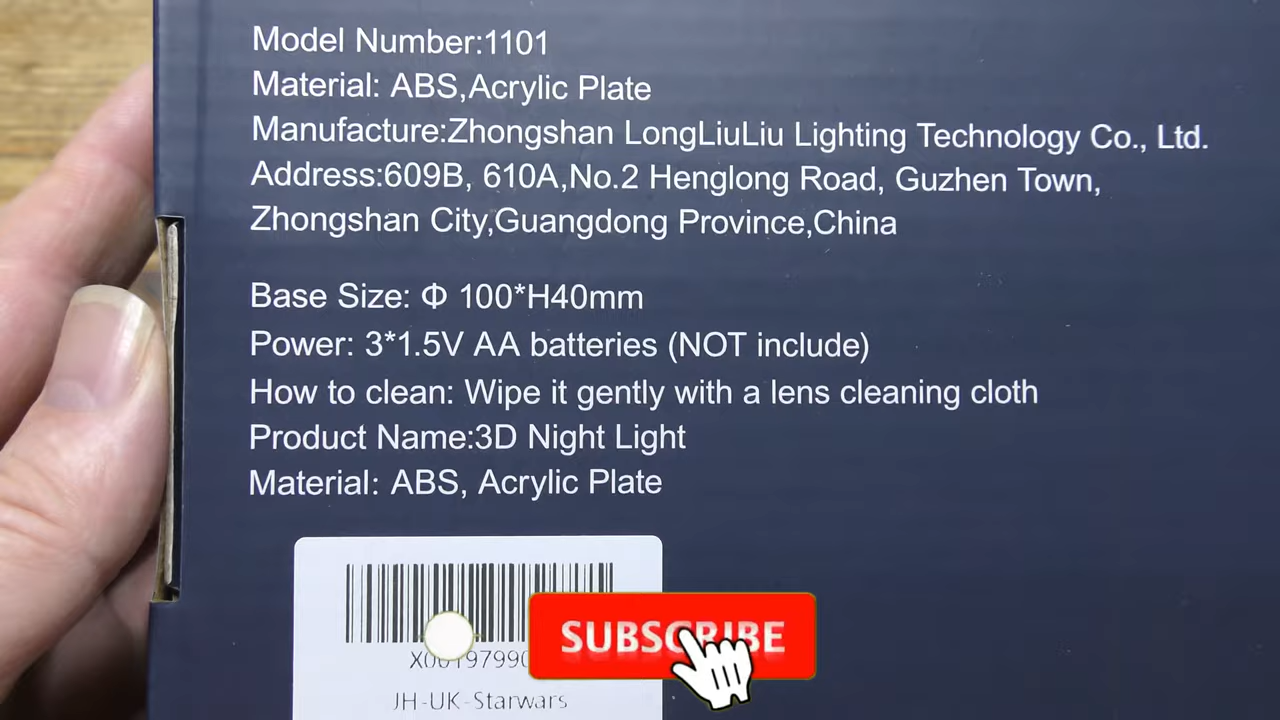 Model Number:1101
Material: ABS,Acrylic Plate
Manufacture:Zhongshan LongLiuLiu Lighting Technology Co., Ltd.
Address:609B, 610A,No.2 Henglong Road, Guzhen Town,
Zhongshan City,Guangdong Province,China
Base Size: Φ 100*H40mm
Power: 3*1.5V AA batteries (NOT include)
How to clean: Wipe it gently with a lens cleaning cloth
Product Name:3D Night Light
Material: ABS, Acrylic Plate
SUBSCRIBE
JH-UK-Starwars